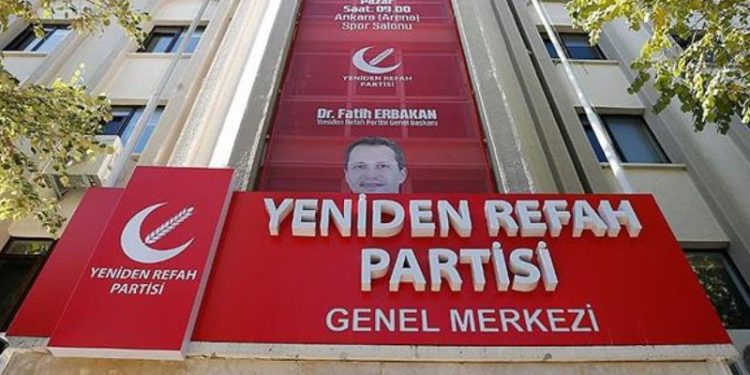 Pazar
Saat: 09.00
Ankara (Arena)
Spor Salonu
YENİDEN REFAH
PARTİSİ
Dr. Fatih ERBAKAN
Yeniden Refah Partisi Genel Başkanı
YENİDEN REFAH
PARTİSİ
GENEL MERKEZİ
YENİDEN REFAH
PARTİSİ